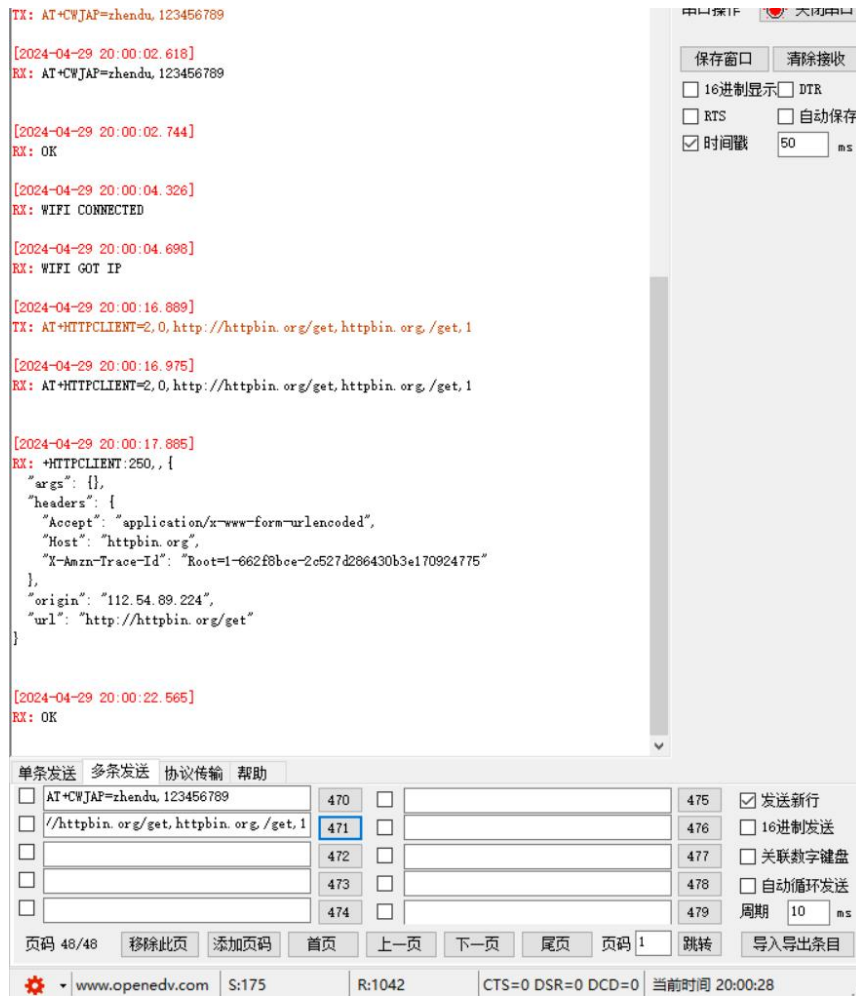 TX: AT+CWJAP=zhendu,123456789
[2024-04-29 20:00:02.618]
RX: AT+CWJAP=zhendu,123456789
[2024-04-29 20:00:02.744]
RX: OK
[2024-04-29 20:00:04.326]
RX: WIFI CONNECTED
[2024-04-29 20:00:04.698]
RX: WIFI GOT IP
[2024-04-29 20:00:16.889]
TX: AT+HTTPCLIENT=2,0,http://httpbin.org/get,httpbin.org,/get,1
[2024-04-29 20:00:16.975]
RX: AT+HTTPCLIENT=2,0,http://httpbin.org/get,httpbin.org,/get,1
[2024-04-29 20:00:17.885]
RX: +HTTPCLIENT:250,,{
"args": {},
"headers": {
"Accept": "application/x-www-form-urlencoded",
"Host": "httpbin.org",
"X-Amzn-Trace-Id": "Root=1-662f8bce-2c527d286430b3e170924775"
},
"origin": "112.54.89.224",
"url": "http://httpbin.org/get"
}
[2024-04-29 20:00:22.565]
RX: OK
串口操作 关闭串口
保存窗口 清除接收
16进制显示 DTR
RTS 自动保存
时间戳 50 ms
单条发送 多条发送 协议传输 帮助
AT+CWJAP=zhendu,123456789 470 475 发送新行
//httpbin.org/get,httpbin.org,/get,1 471 476 16进制发送
472 477 关联数字键盘
473 478 自动循环发送
474 479 周期 10 ms
页码 48/48 移除此页 添加页码 首页 上一页 下一页 尾页 页码 1 跳转 导入导出条目
www.openedv.com S:175 R:1042 CTS=0 DSR=0 DCD=0 当前时间 20:00:28